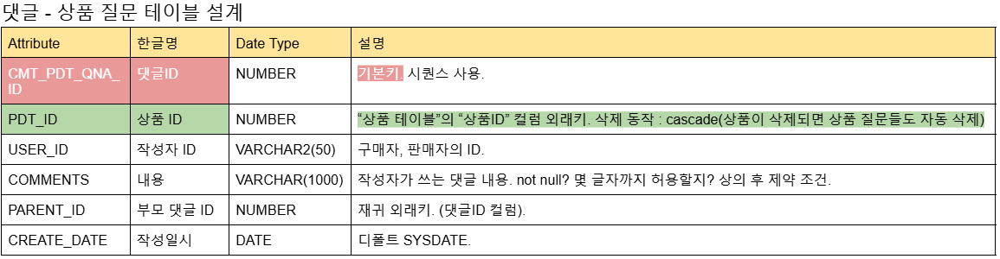 댓글 - 상품 질문 테이블 설계
Attribute 한글명 Date Type 설명
CMT_PDT_QNA_
ID 댓글ID NUMBER 기본키. 시퀀스 사용.
PDT_ID 상품 ID NUMBER “상품 테이블”의 “상품ID” 컬럼 외래키. 삭제 동작 : cascade(상품이 삭제되면 상품 질문들도 자동 삭제)
USER_ID 작성자 ID VARCHAR2(50) 구매자, 판매자의 ID.
COMMENTS 내용 VARCHAR(1000) 작성자가 쓰는 댓글 내용. not null? 몇 글자까지 허용할지? 상의 후 제약 조건.
PARENT_ID 부모 댓글 ID NUMBER 재귀 외래키. (댓글ID 컬럼).
CREATE_DATE 작성일시 DATE 디폴트 SYSDATE.